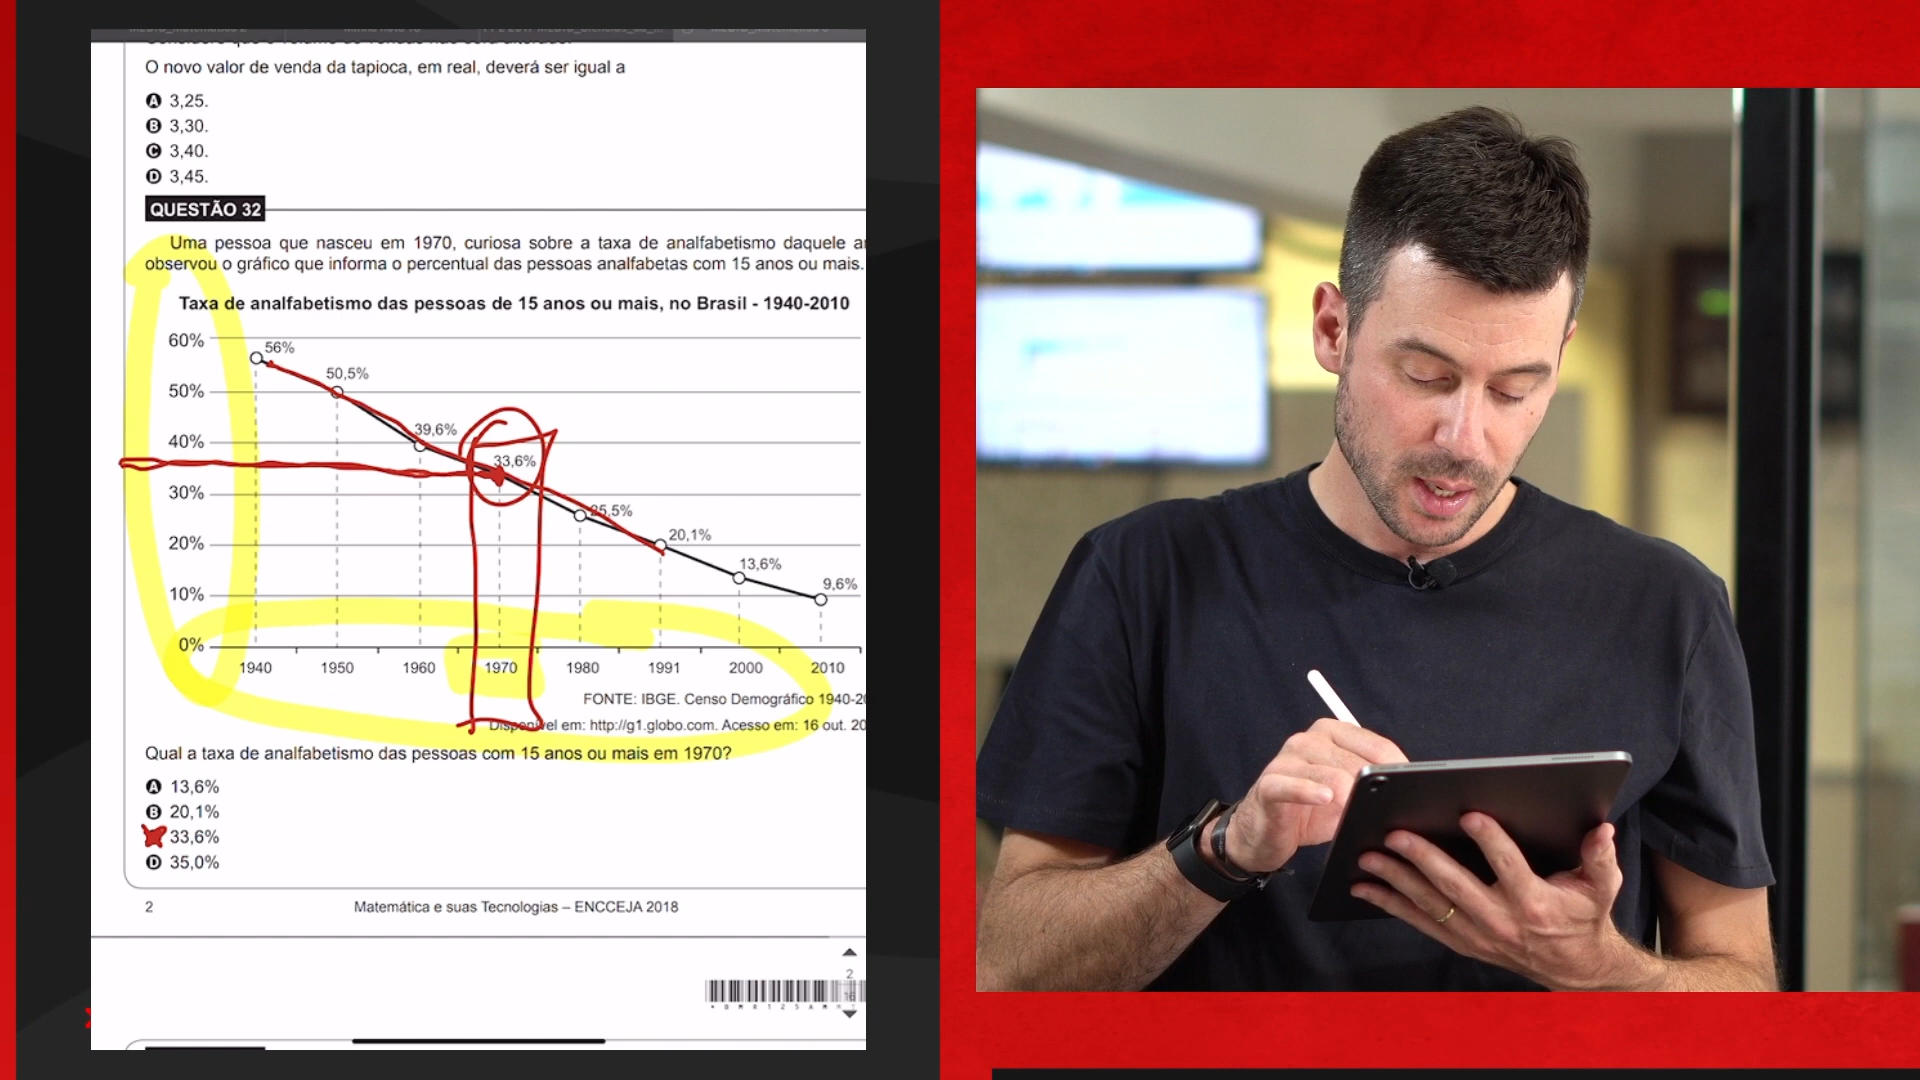 O novo valor de venda da tapioca, em real, deverá ser igual a
A 3,25.
B 3,30.
C 3,40.
D 3,45.
QUESTÃO 32
Uma pessoa que nasceu em 1970, curiosa sobre a taxa de analfabetismo daquele
observou o gráfico que informa o percentual das pessoas analfabetas com 15 anos ou mais.
Taxa de analfabetismo das pessoas de 15 anos ou mais, no Brasil - 1940-2010
60%
50%
40%
30%
20%
10%
0%
56%
50,5%
39,6%
33,6%
25,5%
20,1%
13,6%
9,6%
1940 1950 1960 1970 1980 1991 2000 2010
FONTE: IBGE. Censo Demográfico 1940-20
Disponível em: http://g1.globo.com. Acesso em: 16 out. 20
Qual a taxa de analfabetismo das pessoas com 15 anos ou mais em 1970?
A 13,6%
B 20,1%
33,6%
D 35,0%
2 Matemática e suas Tecnologias – ENCCEJA 2018
2